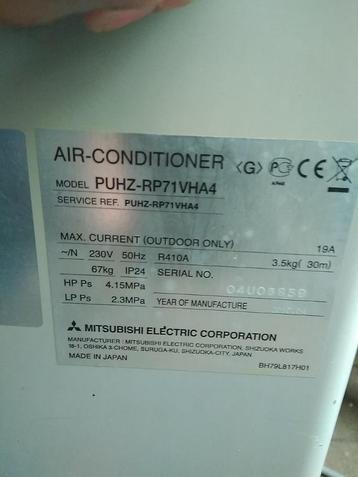 AIR-CONDITIONER <G> CE
MODEL PUHZ-RP71VHA4
SERVICE REF. PUHZ-RP71VHA4
MAX. CURRENT (OUTDOOR ONLY) 19A
~/N 230V 50Hz R410A 3.5kg( 30m)
67kg IP24 SERIAL NO.
HP Ps 4.15MPa
LP Ps 2.3MPa YEAR OF MANUFACTURE
MITSUBISHI ELECTRIC CORPORATION
MANUFACTURER : MITSUBISHI ELECTRIC CORPORATION, SHIZUOKA WORKS
18-1, OSHIKA 3-CHOME, SURUGA-KU, SHIZUOKA-CITY, JAPAN
MADE IN JAPAN BH79L817H01